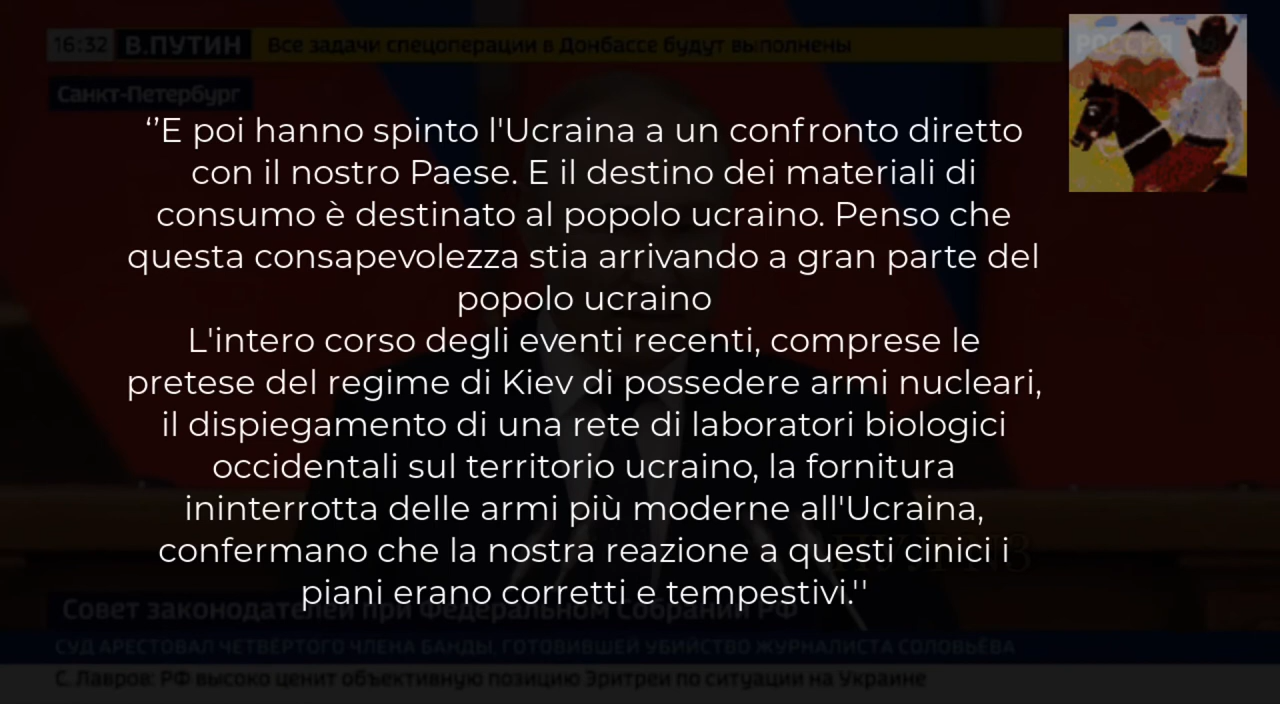 16:32 В.ПУТИН Все задачи спецоперации в Донбассе будут выполнены
РОССИЯ
Санкт-Петербург
‘’E poi hanno spinto l'Ucraina a un confronto diretto
con il nostro Paese. E il destino dei materiali di
consumo è destinato al popolo ucraino. Penso che
questa consapevolezza stia arrivando a gran parte del
popolo ucraino
L'intero corso degli eventi recenti, comprese le
pretese del regime di Kiev di possedere armi nucleari,
il dispiegamento di una rete di laboratori biologici
occidentali sul territorio ucraino, la fornitura
ininterrotta delle armi più moderne all'Ucraina,
confermano che la nostra reazione a questi cinici i
piani erano corretti e tempestivi.''
Совет законодателей при Федеральном Собрании РФ
СУД АРЕСТОВАЛ ЧЕТВЁРТОГО ЧЛЕНА БАНДЫ, ГОТОВИВШЕЙ УБИЙСТВО ЖУРНАЛИСТА СОЛОВЬЁВА
С. Лавров: РФ высоко ценит объективную позицию Эритреи по ситуации на Украине